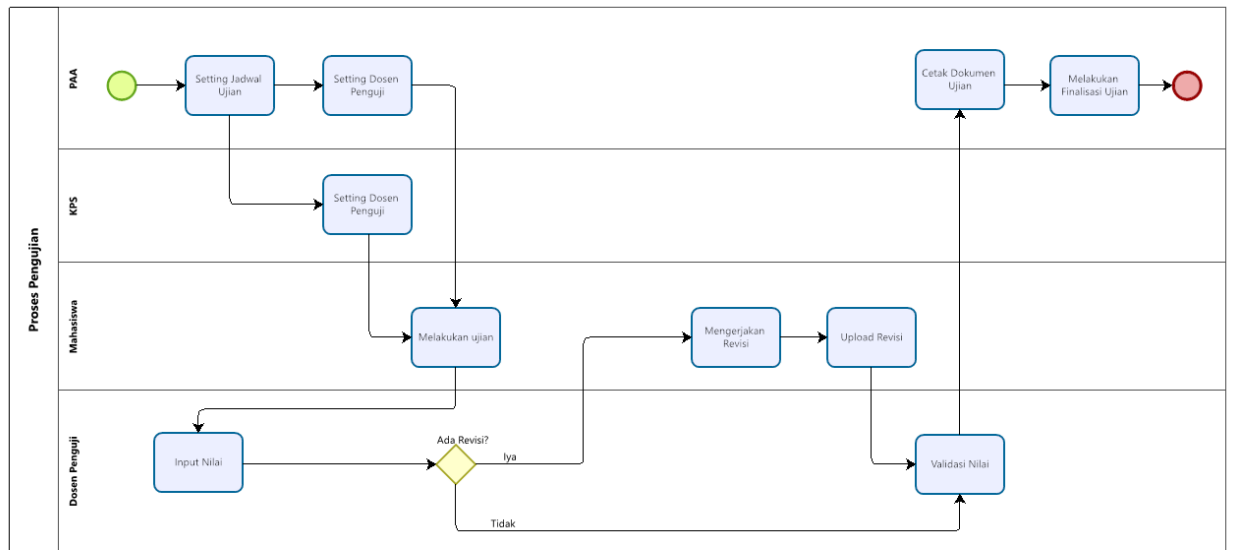 Proses Pengujian
PAA
Setting Jadwal
Ujian
Setting Dosen
Penguji
Cetak Dokumen
Ujian
Melakukan
Finalisasi Ujian
KPS
Setting Dosen
Penguji
Mahasiswa
Melakukan ujian
Mengerjakan
Revisi
Upload Revisi
Dosen Penguji
Input Nilai
Ada Revisi?
Iya
Tidak
Validasi Nilai